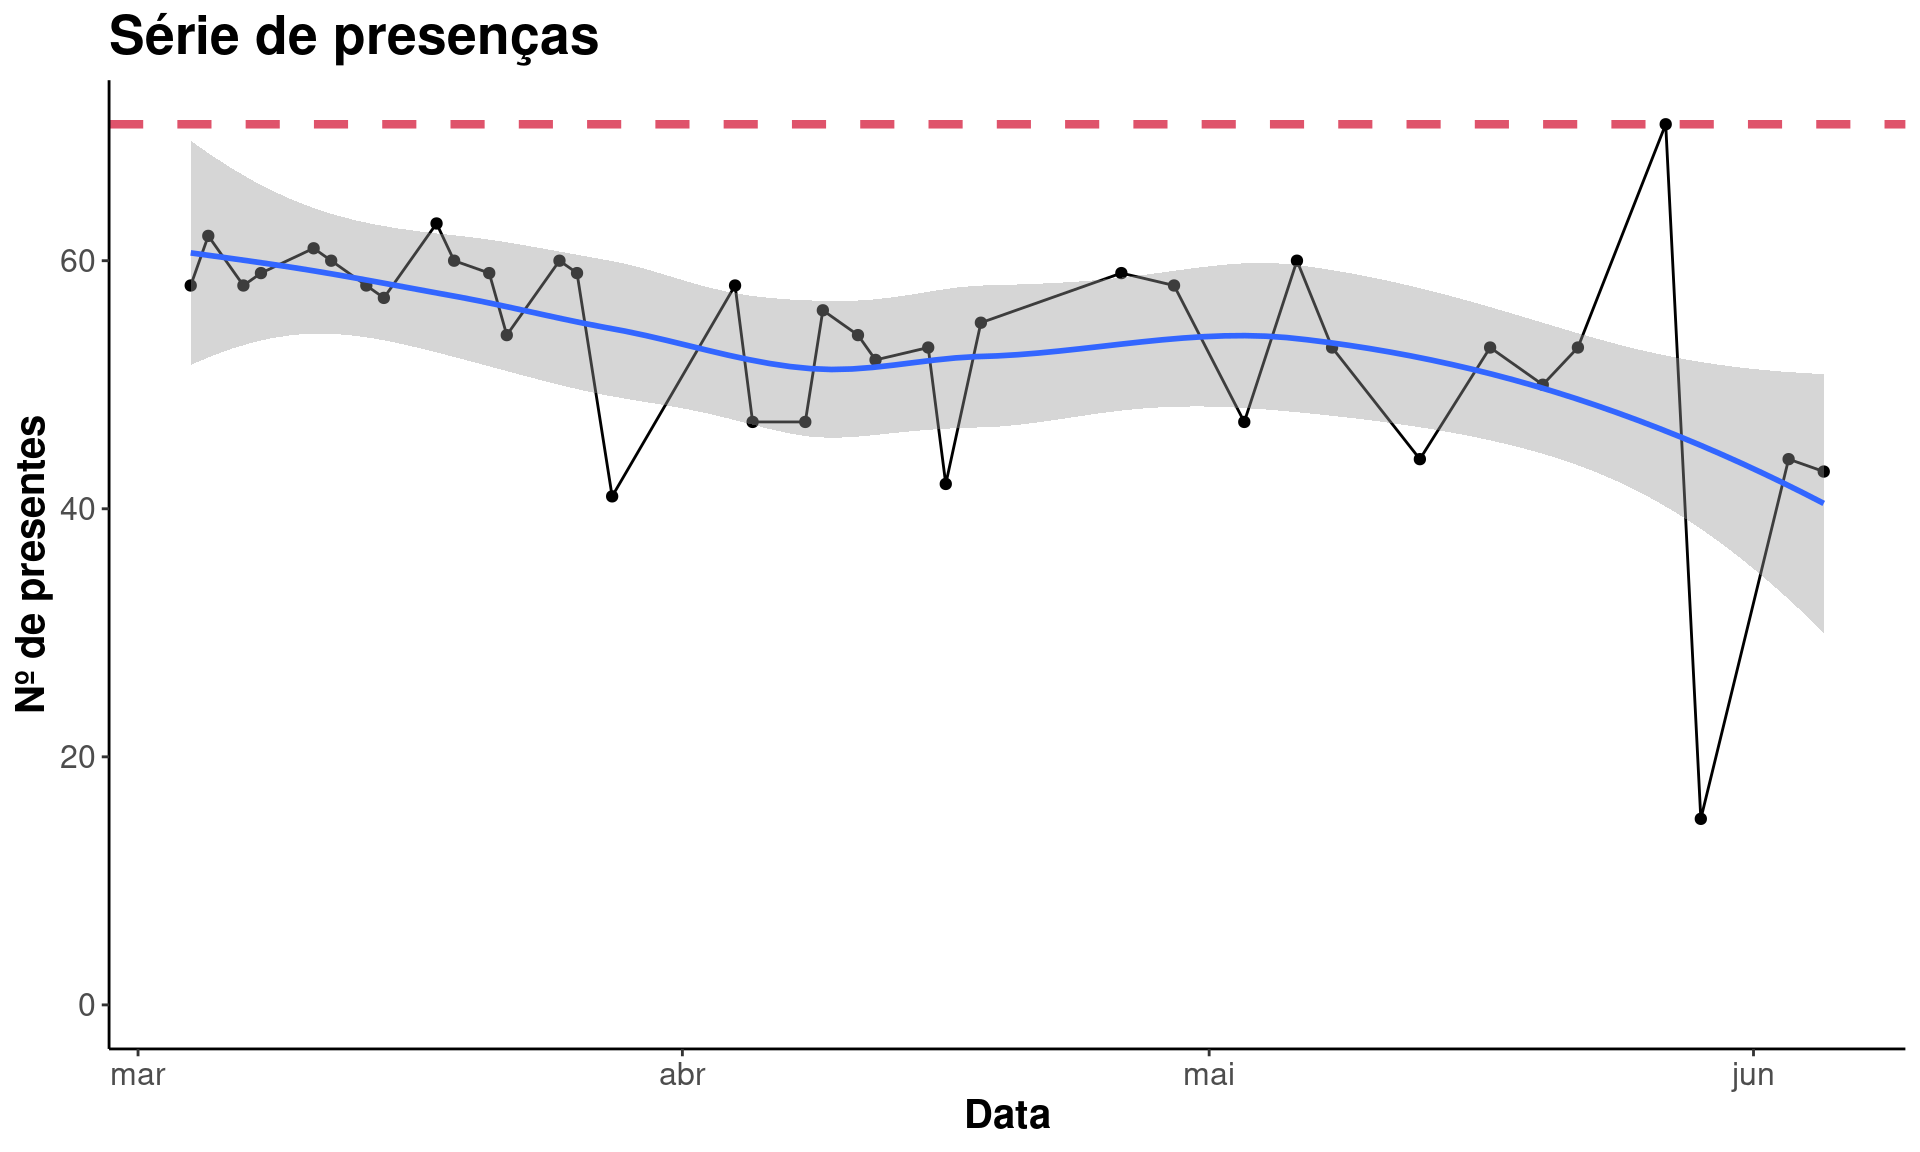 Série de presenças
Nº de presentes
60
40
20
0
mar abr mai jun
Data